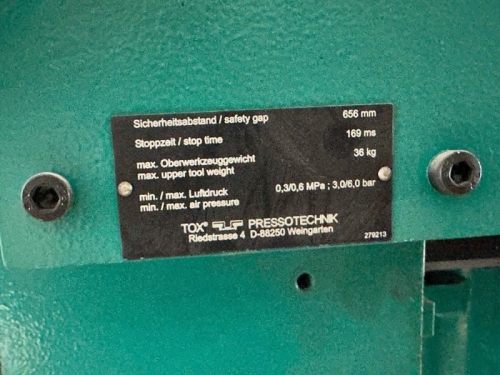 Sicherheitsabstand / safety gap 656 mm
Stoppzeit / stop time 169 ms
max. Oberwerkzeuggewicht 36 kg
max. upper tool weight
min. / max. Luftdruck 0,3/0,6 MPa ; 3,0/6,0 bar
min. / max. air pressure
TOX® PRESSOTECHNIK
Riedstrasse 4 D-88250 Weingarten
279213